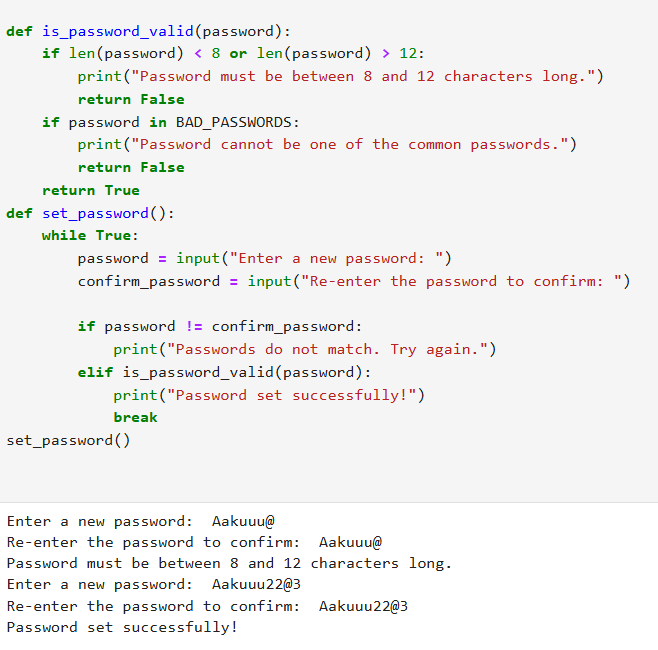 def is_password_valid(password):
    if len(password) < 8 or len(password) > 12:
        print("Password must be between 8 and 12 characters long.")
        return False
    if password in BAD_PASSWORDS:
        print("Password cannot be one of the common passwords.")
        return False
    return True
def set_password():
    while True:
        password = input("Enter a new password: ")
        confirm_password = input("Re-enter the password to confirm: ")

        if password != confirm_password:
            print("Passwords do not match. Try again.")
        elif is_password_valid(password):
            print("Password set successfully!")
            break
set_password()
Enter a new password:  Aakuuu@
Re-enter the password to confirm:  Aakuuu@
Password must be between 8 and 12 characters long.
Enter a new password:  Aakuuu22@3
Re-enter the password to confirm:  Aakuuu22@3
Password set successfully!